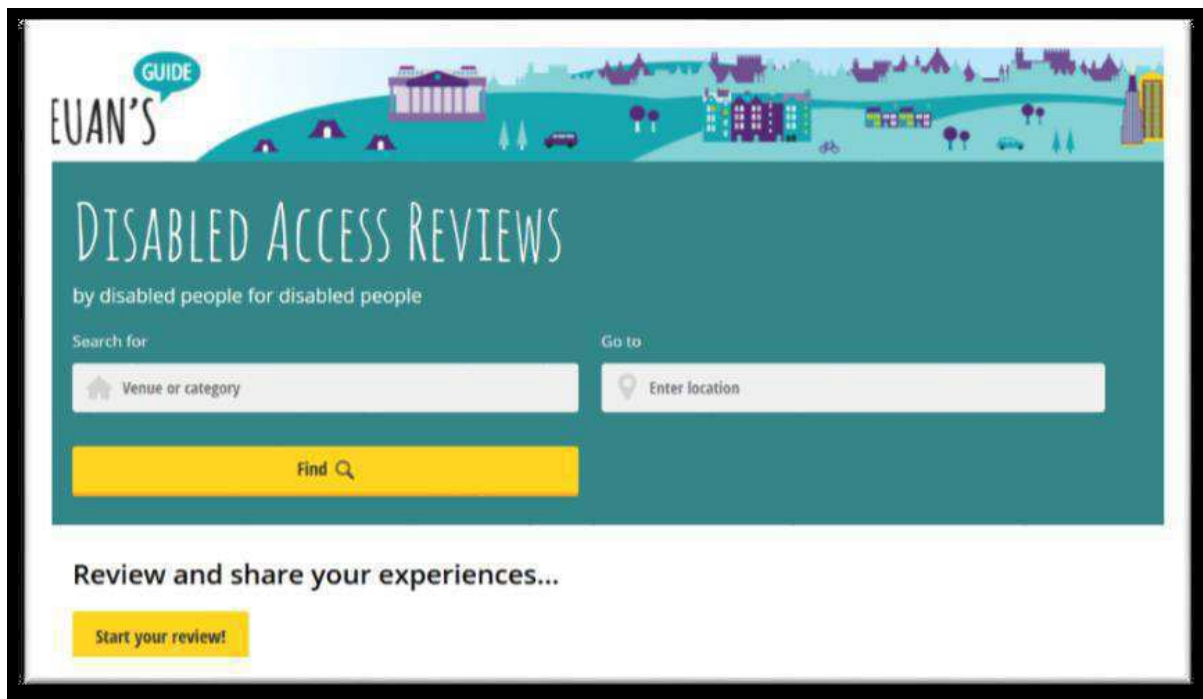 GUIDE
EUAN'S
DISABLED ACCESS REVIEWS
by disabled people for disabled people
Search for
Go to
Venue or category
Enter location
Find
Review and share your experiences...
Start your review!